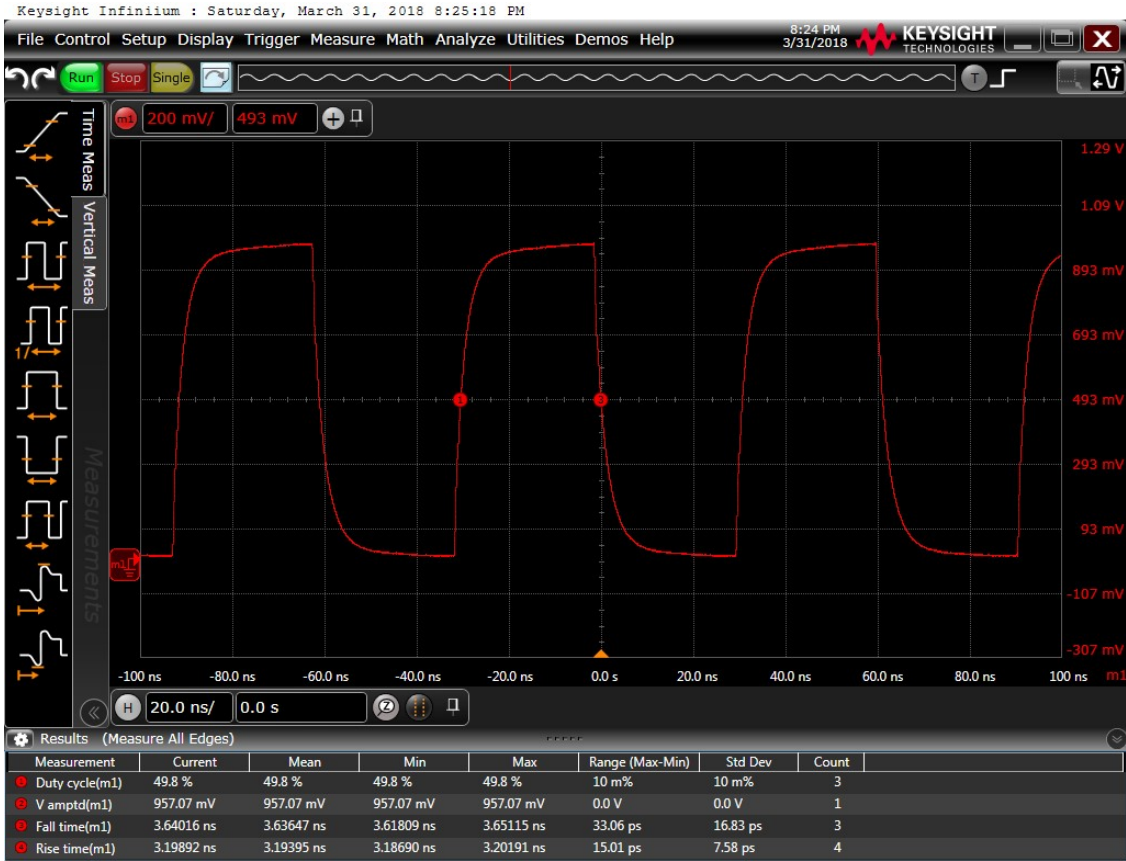 Keysight Infiniium : Saturday, March 31, 2018 8:25:18 PM
File Control Setup Display Trigger Measure Math Analyze Utilities Demos Help
8:24 PM
3/31/2018
KEYSIGHT
TECHNOLOGIES
X
Run Stop Single T
m1 200 mV/ 493 mV +
Time Meas
Vertical Meas
Measurements
1/
1.29 V
1.09 V
893 mV
693 mV
493 mV
293 mV
93 mV
-107 mV
-307 mV
1
3
m1
-100 ns -80.0 ns -60.0 ns -40.0 ns -20.0 ns 0.0 s 20.0 ns 40.0 ns 60.0 ns 80.0 ns 100 ns m1
H 20.0 ns/ 0.0 s Z
Results (Measure All Edges)
Measurement Current Mean Min Max Range (Max-Min) Std Dev Count
1 Duty cycle(m1) 49.8 % 49.8 % 49.8 % 49.8 % 10 m% 10 m% 3
2 V amptd(m1) 957.07 mV 957.07 mV 957.07 mV 957.07 mV 0.0 V 0.0 V 1
3 Fall time(m1) 3.64016 ns 3.63647 ns 3.61809 ns 3.65115 ns 33.06 ps 16.83 ps 3
4 Rise time(m1) 3.19892 ns 3.19395 ns 3.18690 ns 3.20191 ns 15.01 ps 7.58 ps 4